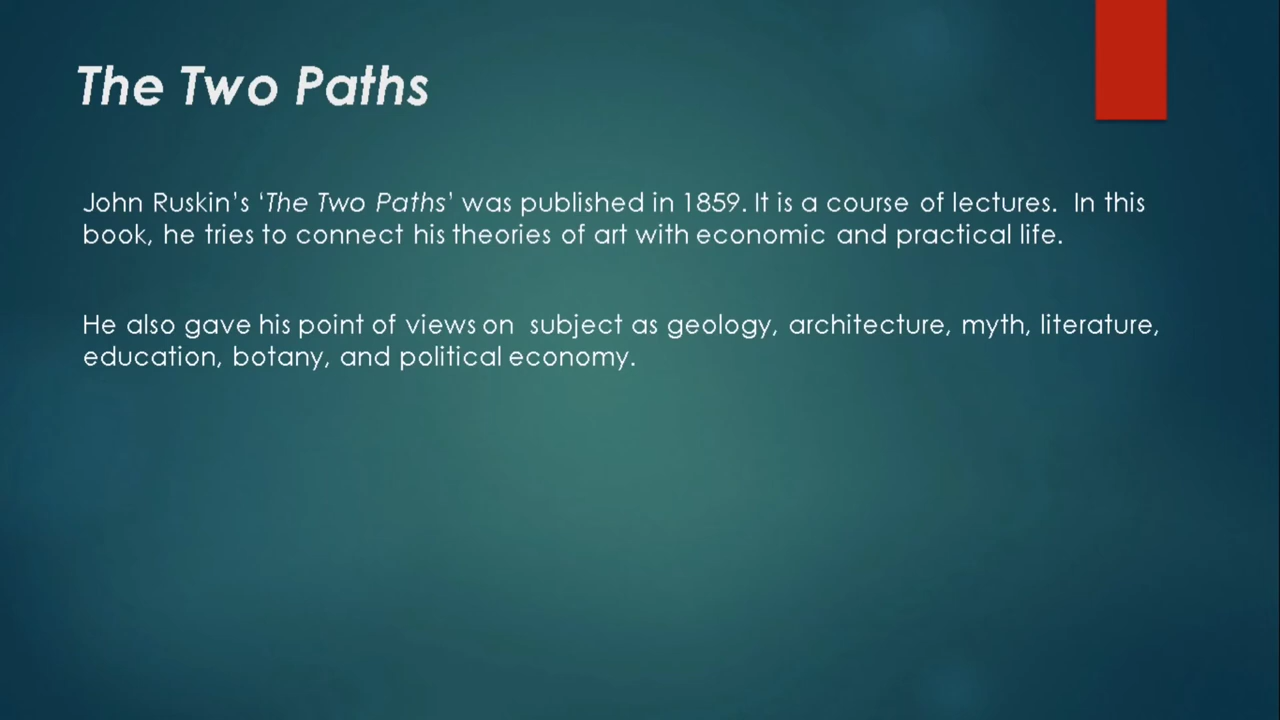 The Two Paths
John Ruskin's ‘The Two Paths’ was published in 1859. It is a course of lectures. In this
book, he tries to connect his theories of art with economic and practical life.
He also gave his point of views on subject as geology, architecture, myth, literature,
education, botany, and political economy.